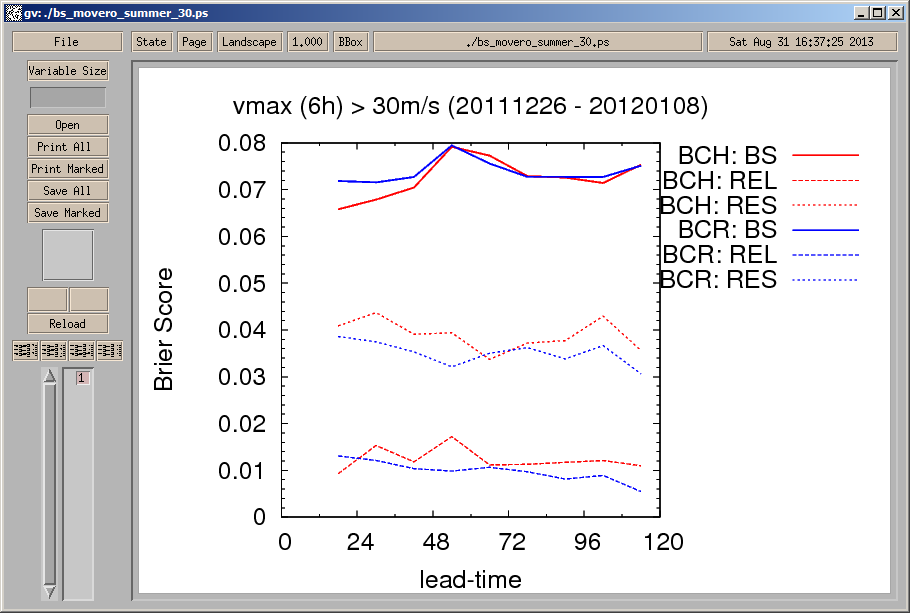 gv: ./bs_movero_summer_30.ps
File State Page Landscape 1.000 BBox ./bs_movero_summer_30.ps Sat Aug 31 16:37:25 2013
Variable Size
Open
Print All
Print Marked
Save All
Save Marked
Reload
1
vmax (6h) > 30m/s (20111226 - 20120108)
0.08
0.07
0.06
0.05
0.04
0.03
0.02
0.01
0
Brier Score
0 24 48 72 96 120
lead-time
BCH: BS
BCH: REL
BCH: RES
BCR: BS
BCR: REL
BCR: RES